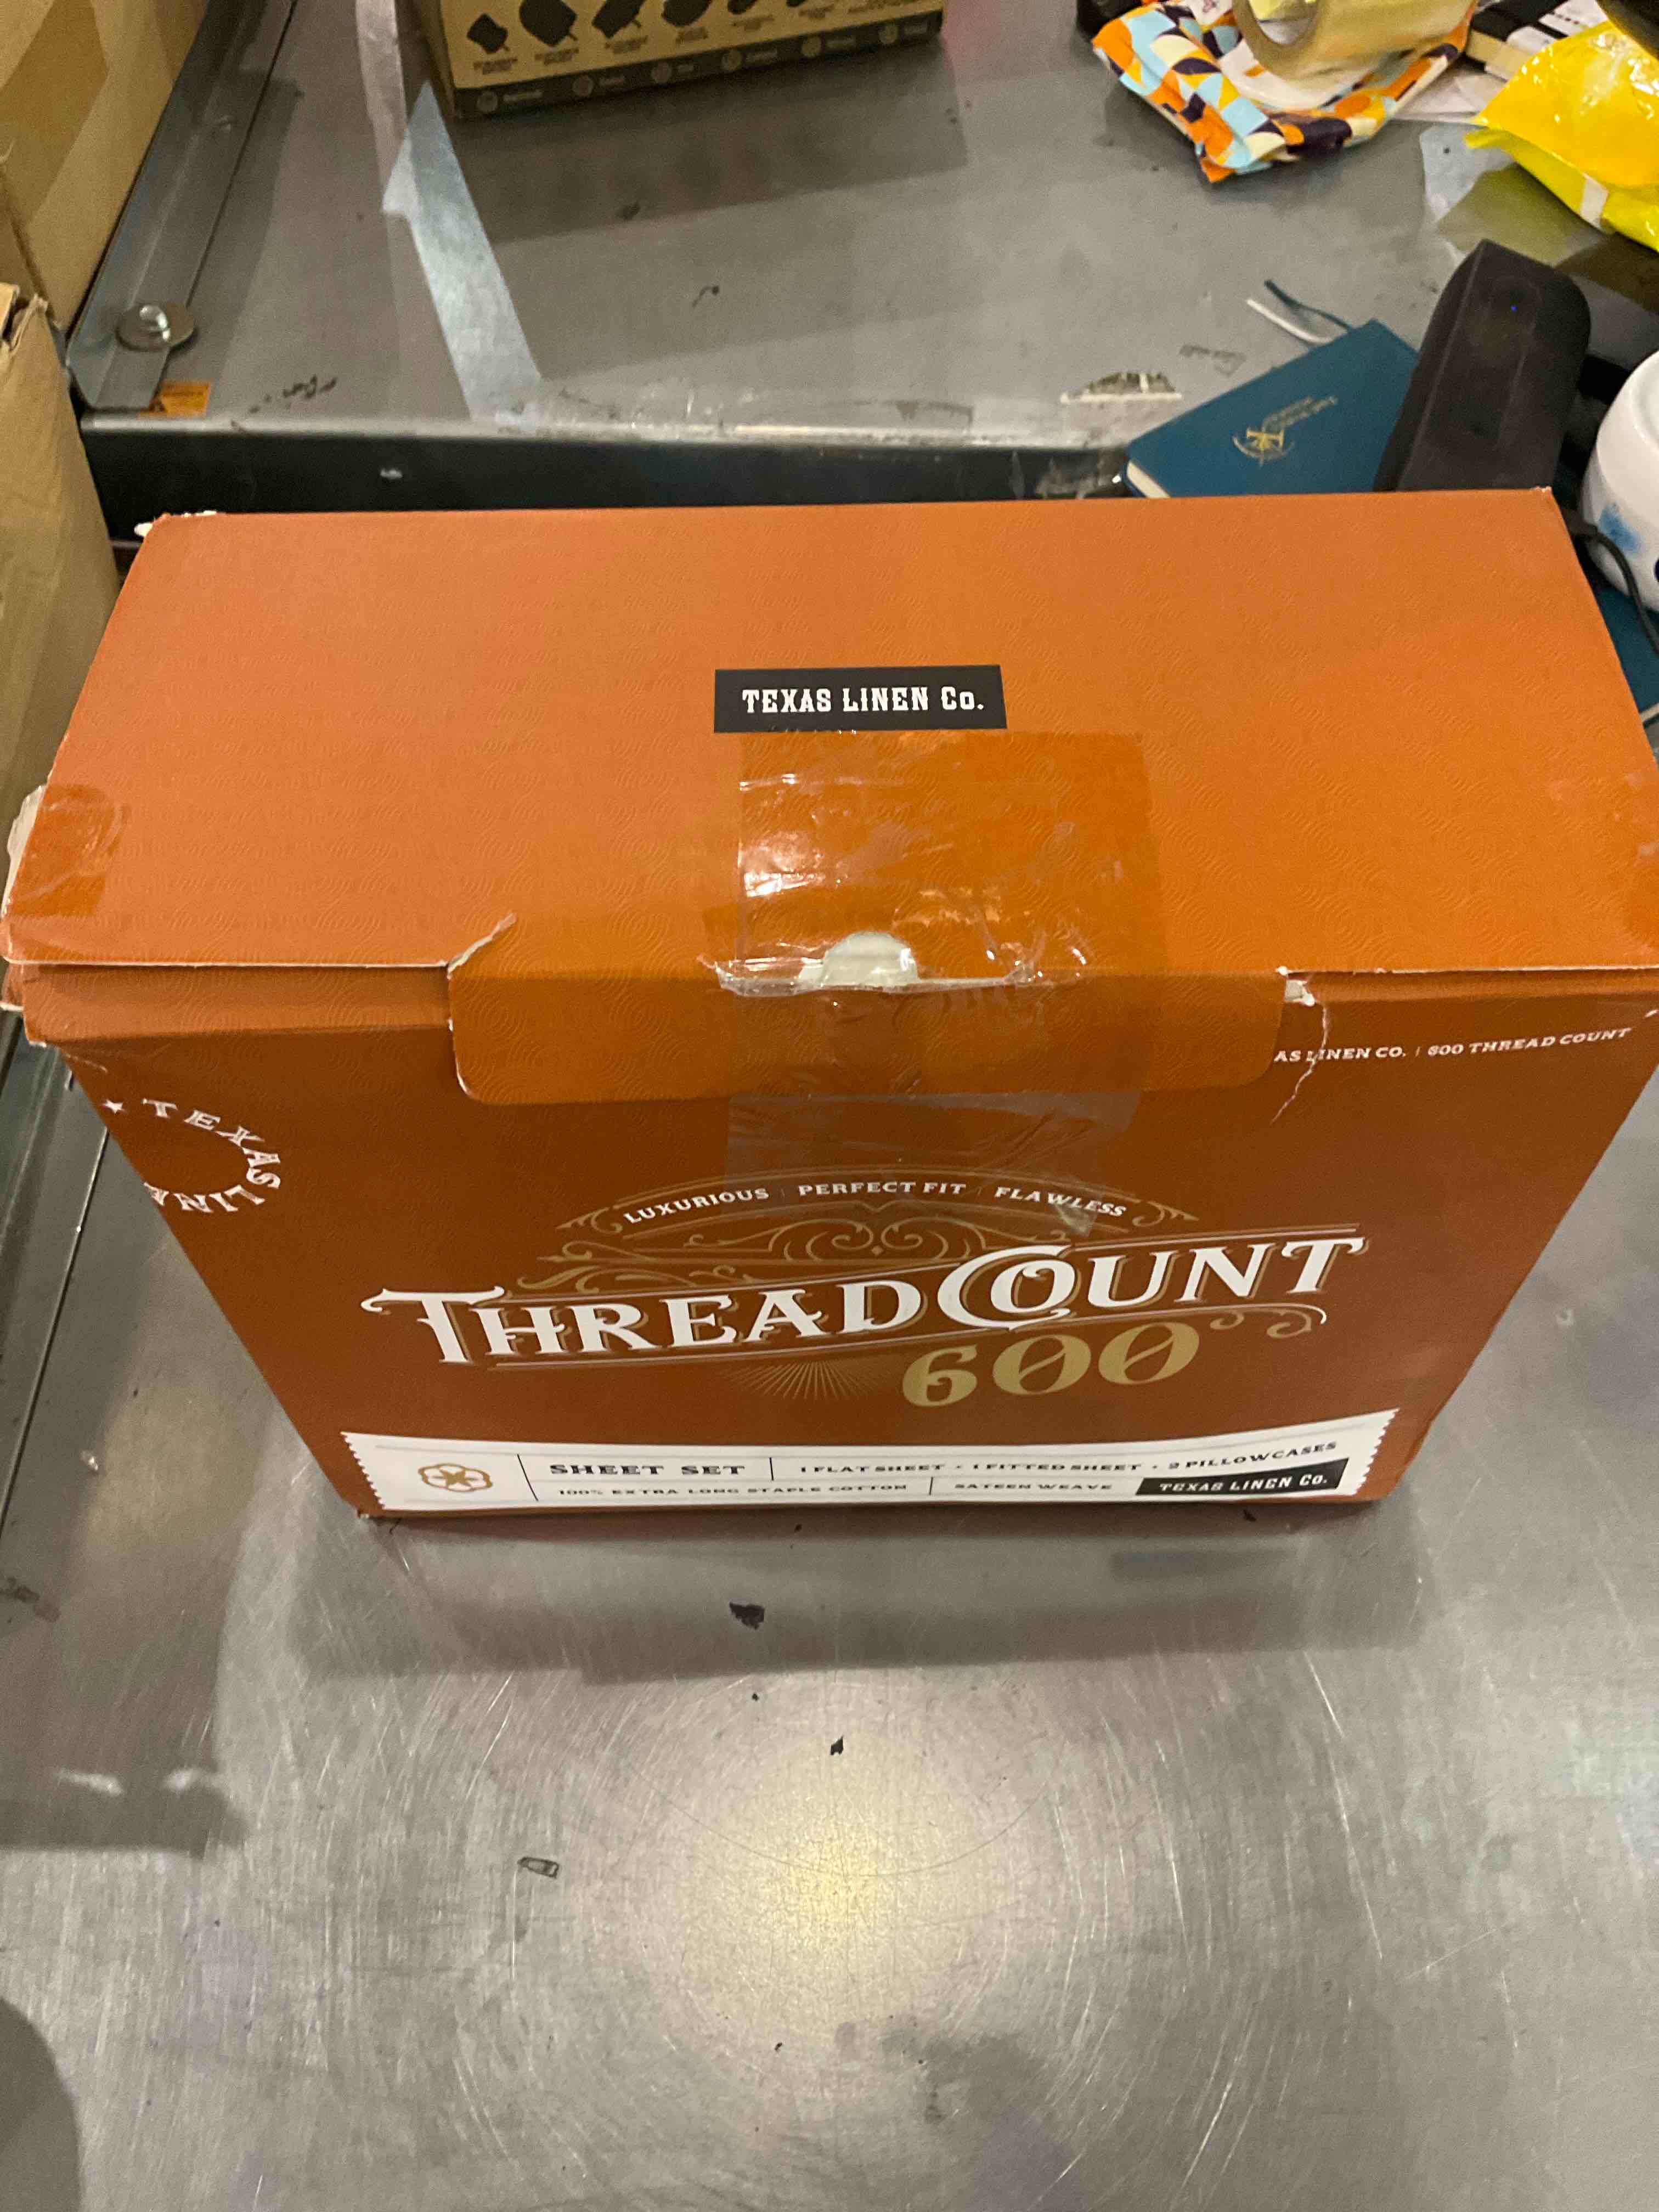 TEXAS LINEN Co.
AS LINEN CO. | 600 THREAD COUNT
★ TEXAS LINEN
LUXURIOUS | PERFECT FIT | FLAWLESS
THREAD COUNT
600
SHEET SET | 1 FLAT SHEET • 1 FITTED SHEET • 2 PILLOWCASES
100% EXTRA LONG STAPLE COTTON | SATEEN WEAVE
TEXAS LINEN Co.